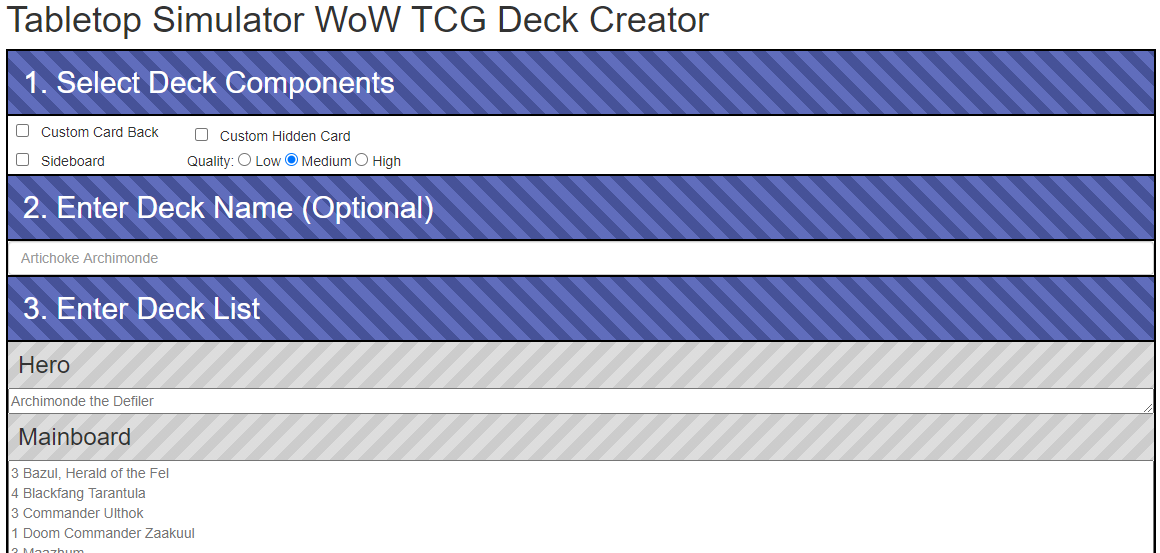 Tabletop Simulator WoW TCG Deck Creator
1. Select Deck Components
Custom Card Back Custom Hidden Card
Sideboard Quality: Low Medium High
2. Enter Deck Name (Optional)
Artichoke Archimonde
3. Enter Deck List
Hero
Archimonde the Defiler
Mainboard
3 Bazul, Herald of the Fel
4 Blackfang Tarantula
3 Commander Ulthok
1 Doom Commander Zaakuul
3 Maazhum